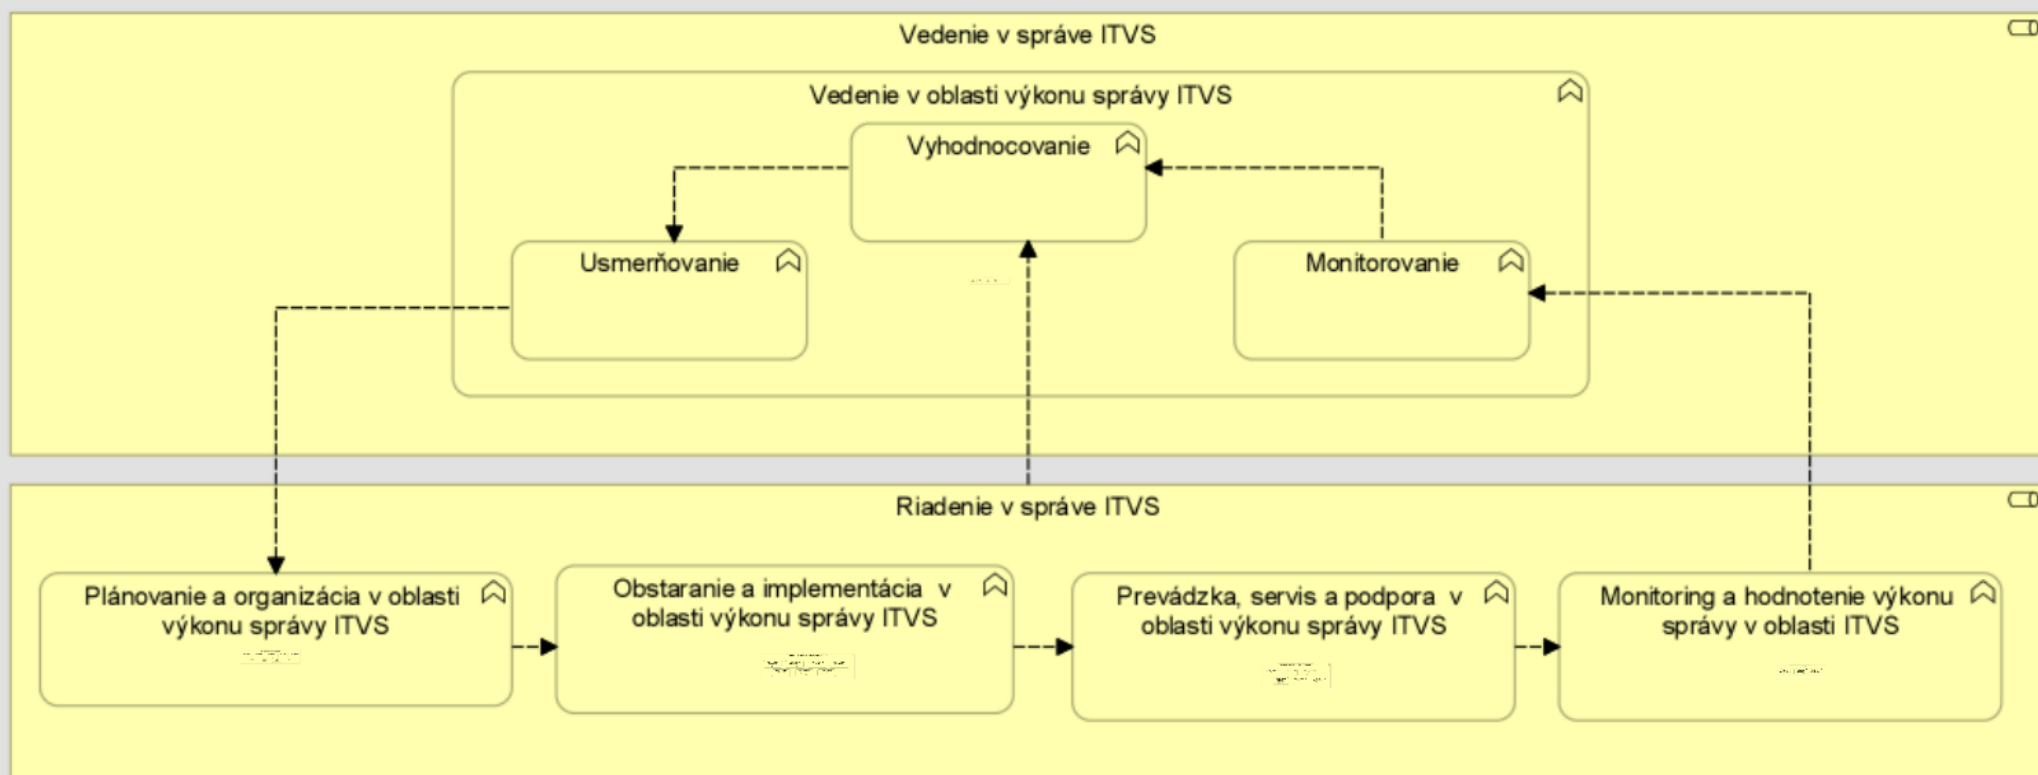 Vedenie v správe ITVS
Vedenie v oblasti výkonu správy ITVS
Vyhodnocovanie
Usmerňovanie
Monitorovanie
Riadenie v správe ITVS
Plánovanie a organizácia v oblasti
výkonu správy ITVS
Obstaranie a implementácia v
oblasti výkonu správy ITVS
Prevádzka, servis a podpora v
oblasti výkonu správy ITVS
Monitoring a hodnotenie výkonu
správy v oblasti ITVS